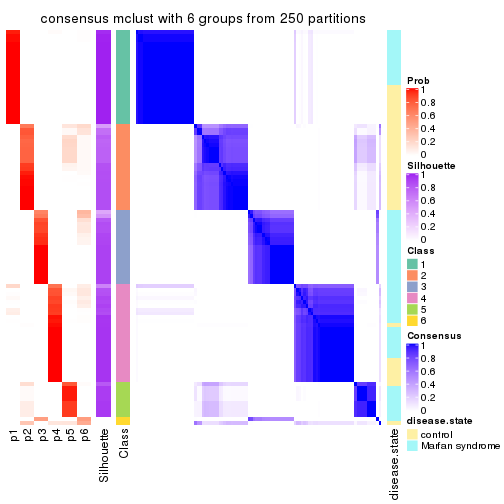 consensus mclust with 6 groups from 250 partitions
Prob
1
0.8
0.6
0.4
0.2
0
Silhouette
1
0.8
0.6
0.4
0.2
0
Class
1
2
3
4
5
6
Consensus
1
0.8
0.6
0.4
0.2
0
disease.state
control
Marfan syndrome
p1
p2
p3
p4
p5
p6
Silhouette
Class
disease.state